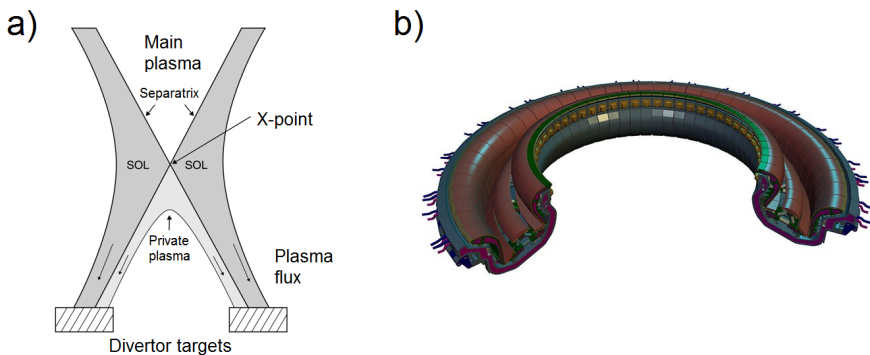 a)
b)
Main
plasma
Separatrix
X-point
SOL
SOL
Private
plasma
Plasma
flux
Divertor targets